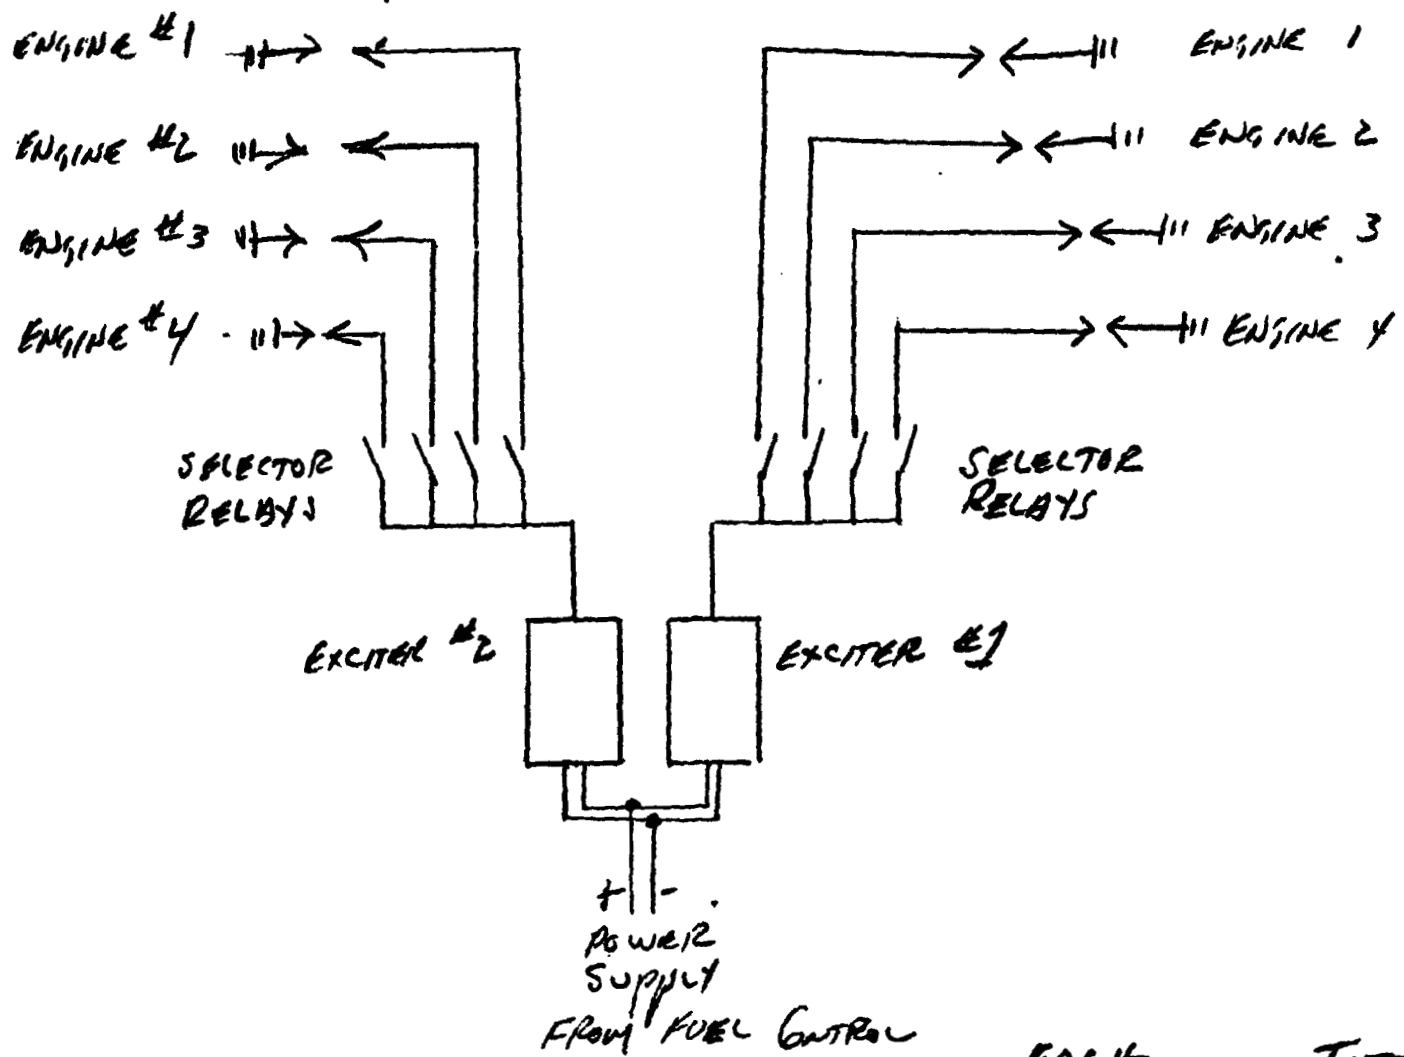 ENGINE #1
ENGINE 1
ENGINE #2
ENGINE 2
ENGINE #3
ENGINE 3
ENGINE #4
ENGINE 4
SELECTOR
RELAYS
SELECTOR
RELAYS
EXCITER #2
EXCITER #1
+ -
POWER
SUPPLY
FROM FUEL CONTROL